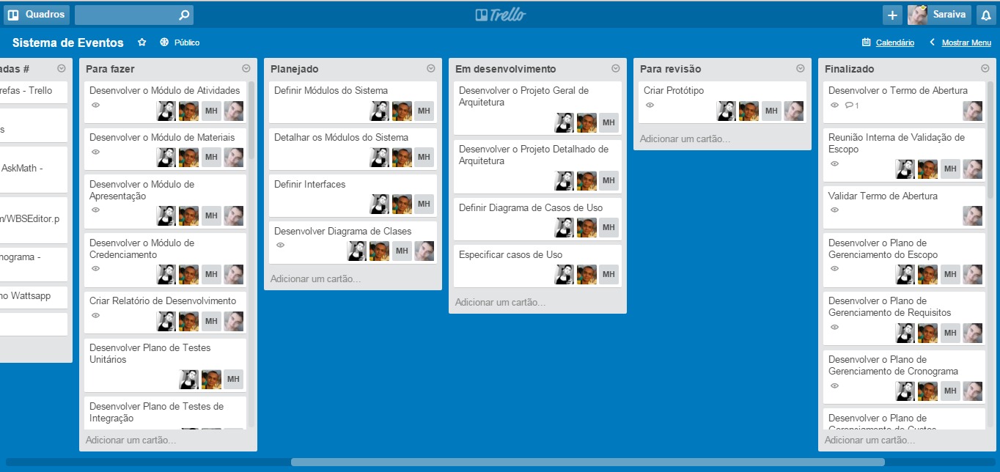 Quadros
Trello
Saraiva
Sistema de Eventos
Público
Calendário
Mostrar Menu
adas #
refas - Trello
s
AskMath -
m/WBSEditor.p
nograma -
no Wattsapp
Para fazer
Desenvolver o Módulo de Atividades
MH
Desenvolver o Módulo de Materiais
MH
Desenvolver o Módulo de
Apresentação
MH
Desenvolver o Módulo de
Credenciamento
MH
Criar Relatório de Desenvolvimento
MH
Desenvolver Plano de Testes
Unitários
MH
Desenvolver Plano de Testes de
Integração
Adicionar um cartão...
Planejado
Definir Módulos do Sistema
MH
Detalhar os Módulos do Sistema
MH
Definir Interfaces
MH
Desenvolver Diagrama de Clases
MH
Adicionar um cartão...
Em desenvolvimento
Desenvolver o Projeto Geral de
Arquitetura
MH
Desenvolver o Projeto Detalhado de
Arquitetura
MH
Definir Diagrama de Casos de Uso
MH
Especificar casos de Uso
MH
Adicionar um cartão...
Para revisão
Criar Protótipo
MH
Adicionar um cartão...
Finalizado
Desenvolver o Termo de Abertura
1
Reunião Interna de Validação de
Escopo
MH
Validar Termo de Abertura
Desenvolver o Plano de
Gerenciamento do Escopo
MH
Desenvolver o Plano de
Gerenciamento de Requisitos
MH
Desenvolver o Plano de
Gerenciamento de Cronograma
MH
Desenvolver o Plano de
Gerenciamento de Custos
Adicionar um cartão...